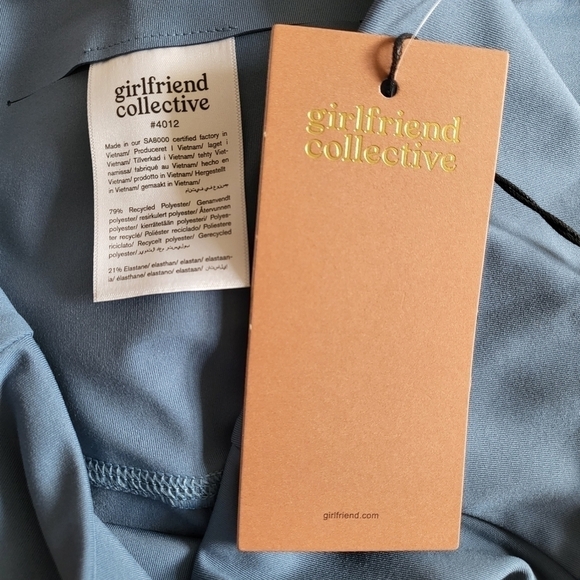 girlfriend
collective
#4012
Made in our SA8000 certified factory in
Vietnam/ Produceret I Vietnam/ laget i
Vietnam/ Tillverkad i Vietnam/ tehty Viet-
namissa/ fabriqué au Vietnam/ hecho en
Vietnam/ prodotto in Vietnam/ Hergestellt
in Vietnam/ gemaakt in Vietnam/
79% Recycled Polyester/ Genanvendt
polyester/ resirkulert polyester/ Återvunnen
polyester/ kierrätetään polyester/ Polyes-
ter recyclé/ Poliéster reciclado/ Poliestere
riciclato/ Recycelt polyester/ Gerecycled
polyester/
21% Elastane/ elasthan/ elastan/ elastaan-
ia/ élasthane/ elastano/ elastan/ elastaan/
girlfriend
collective
girlfriend.com